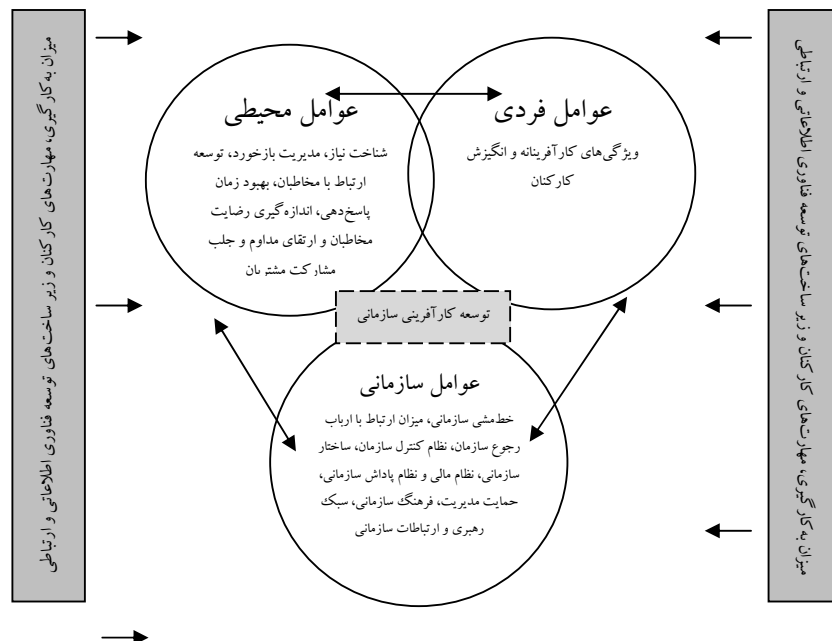 میزان به کار گیری، مهارت‌های کارکنان و زیر ساخت‌های توسعه فناوری اطلاعاتی و ارتباطی
عوامل فردی
ویژگی‌های کارآفرینانه و انگیزش
کارکنان
عوامل محیطی
شناخت نیاز، مدیریت بازخورد، توسعه
ارتباط با مخاطبان، بهبود زمان
پاسخ‌دهی، اندازه‌گیری رضایت
مخاطبان و ارتقای مداوم و جلب
مشارکت مشتریان
توسعه کارآفرینی سازمانی
عوامل سازمانی
خط‌مشی سازمانی، میزان ارتباط با ارباب
رجوع سازمان، نظام کنترل سازمان، ساختار
سازمانی، نظام مالی و نظام پاداش سازمانی،
حمایت مدیریت، فرهنگ سازمانی، سبک
رهبری و ارتباطات سازمانی
میزان به کار گیری، مهارت‌های کارکنان و زیر ساخت‌های توسعه فناوری اطلاعاتی و ارتباطی